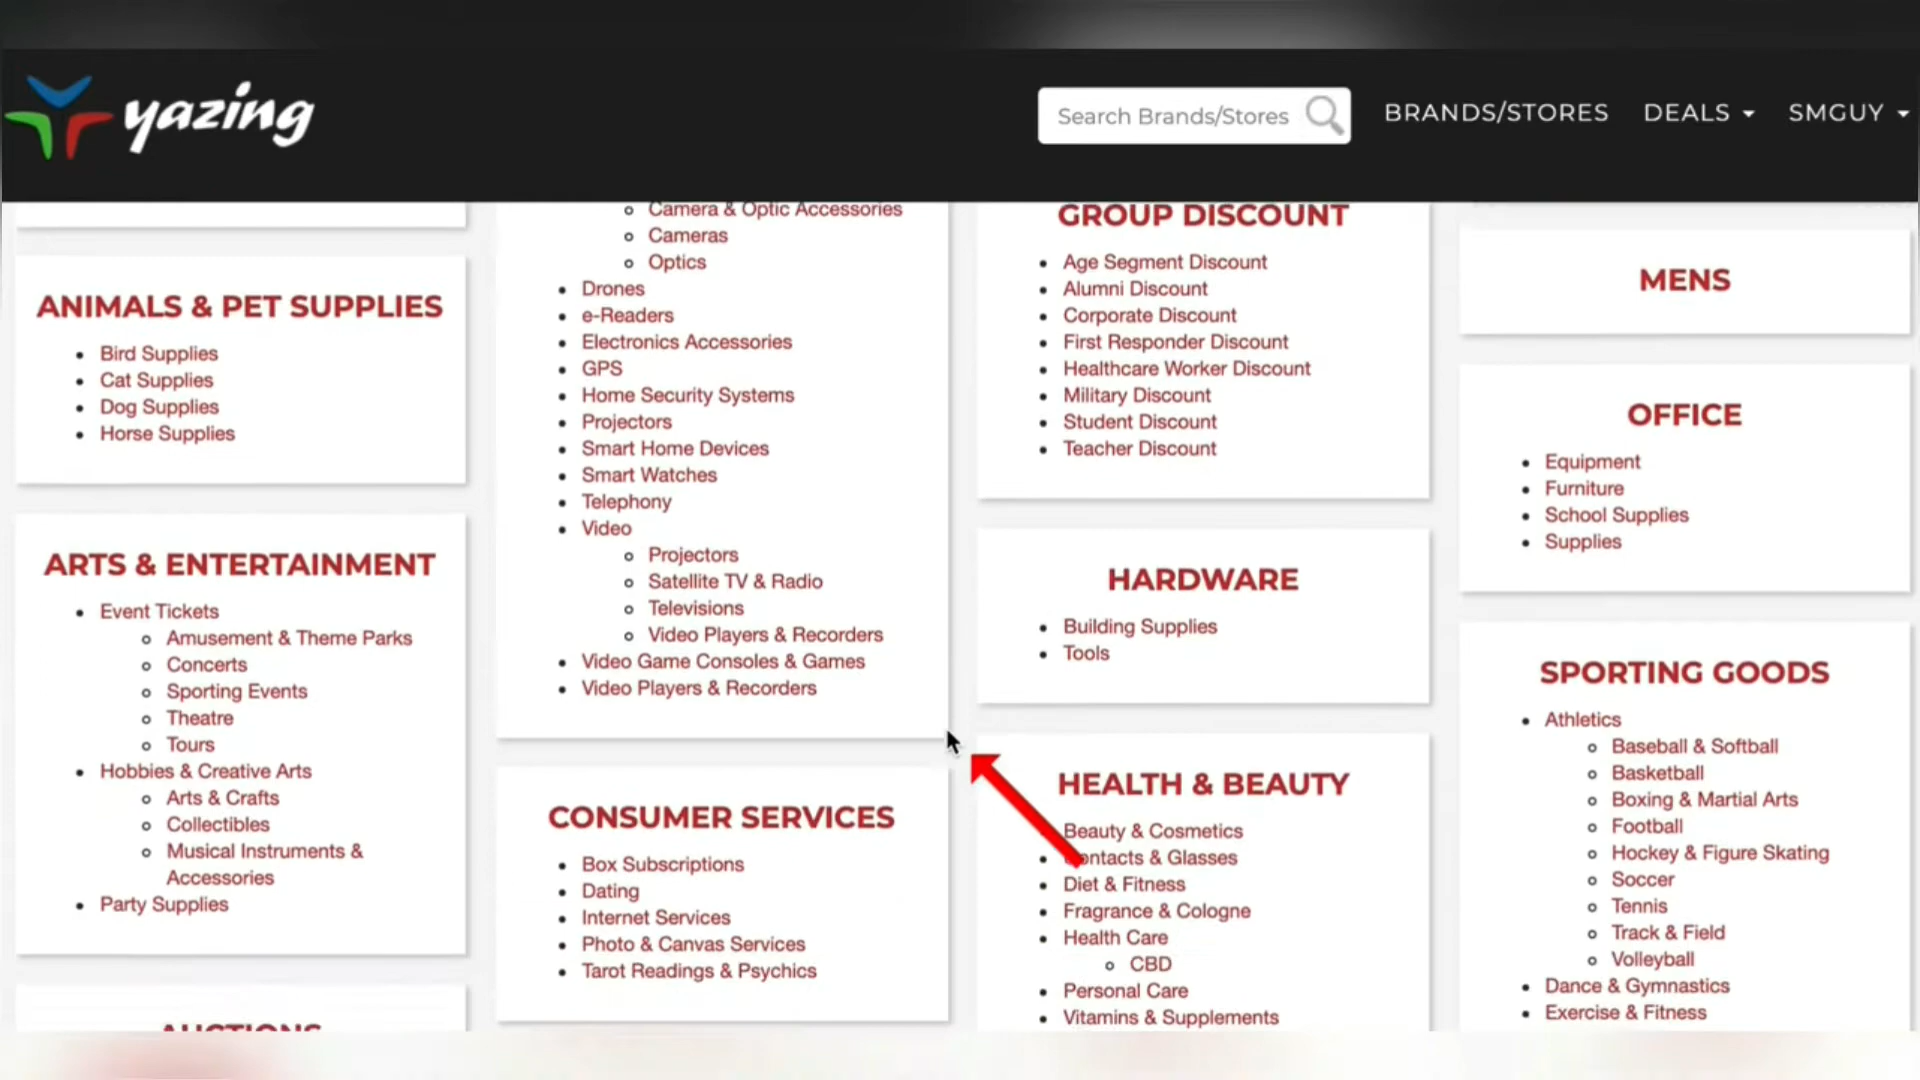 yazing
Search Brands/Stores
BRANDS/STORES
DEALS
SMGUY
ANIMALS & PET SUPPLIES
Bird Supplies
Cat Supplies
Dog Supplies
Horse Supplies
ARTS & ENTERTAINMENT
Event Tickets
Amusement & Theme Parks
Concerts
Sporting Events
Theatre
Tours
Hobbies & Creative Arts
Arts & Crafts
Collectibles
Musical Instruments &
Accessories
Party Supplies
AUCTIONS
Camera & Optic Accessories
Cameras
Optics
Drones
e-Readers
Electronics Accessories
GPS
Home Security Systems
Projectors
Smart Home Devices
Smart Watches
Telephony
Video
Projectors
Satellite TV & Radio
Televisions
Video Players & Recorders
Video Game Consoles & Games
Video Players & Recorders
CONSUMER SERVICES
Box Subscriptions
Dating
Internet Services
Photo & Canvas Services
Tarot Readings & Psychics
GROUP DISCOUNT
Age Segment Discount
Alumni Discount
Corporate Discount
First Responder Discount
Healthcare Worker Discount
Military Discount
Student Discount
Teacher Discount
HARDWARE
Building Supplies
Tools
HEALTH & BEAUTY
Beauty & Cosmetics
Contacts & Glasses
Diet & Fitness
Fragrance & Cologne
Health Care
CBD
Personal Care
Vitamins & Supplements
MENS
OFFICE
Equipment
Furniture
School Supplies
Supplies
SPORTING GOODS
Athletics
Baseball & Softball
Basketball
Boxing & Martial Arts
Football
Hockey & Figure Skating
Soccer
Tennis
Track & Field
Volleyball
Dance & Gymnastics
Exercise & Fitness